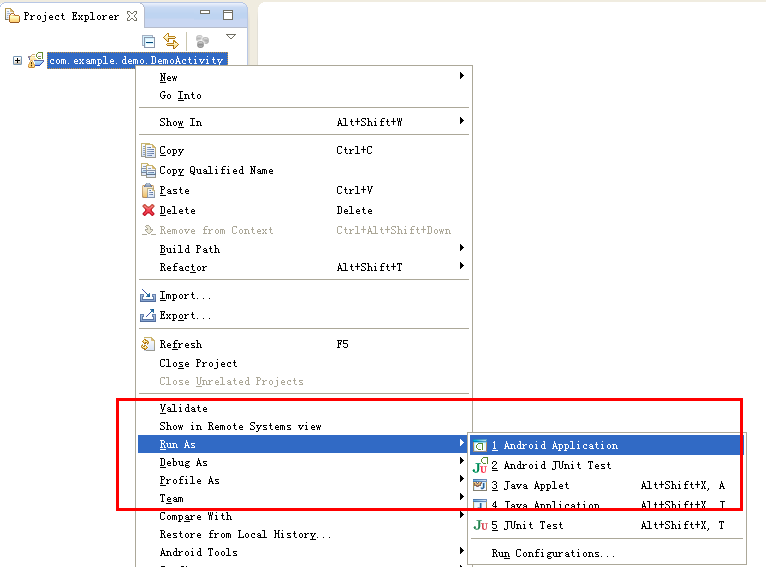 Project Explorer
com.example.demo.DemoActivity
New
Go Into
Show In Alt+Shift+W
Copy Ctrl+C
Copy Qualified Name
Paste Ctrl+V
Delete Delete
Remove from Context Ctrl+Alt+Shift+Down
Build Path
Refactor Alt+Shift+T
Import...
Export...
Refresh F5
Close Project
Close Unrelated Projects
Validate
Show in Remote Systems view
Run As
Debug As
Profile As
Team
Compare With
Restore from Local History...
Android Tools
1 Android Application
2 Android JUnit Test
3 Java Applet Alt+Shift+X, A
4 Java Application Alt+Shift+X, J
5 JUnit Test Alt+Shift+X, T
Run Configurations...